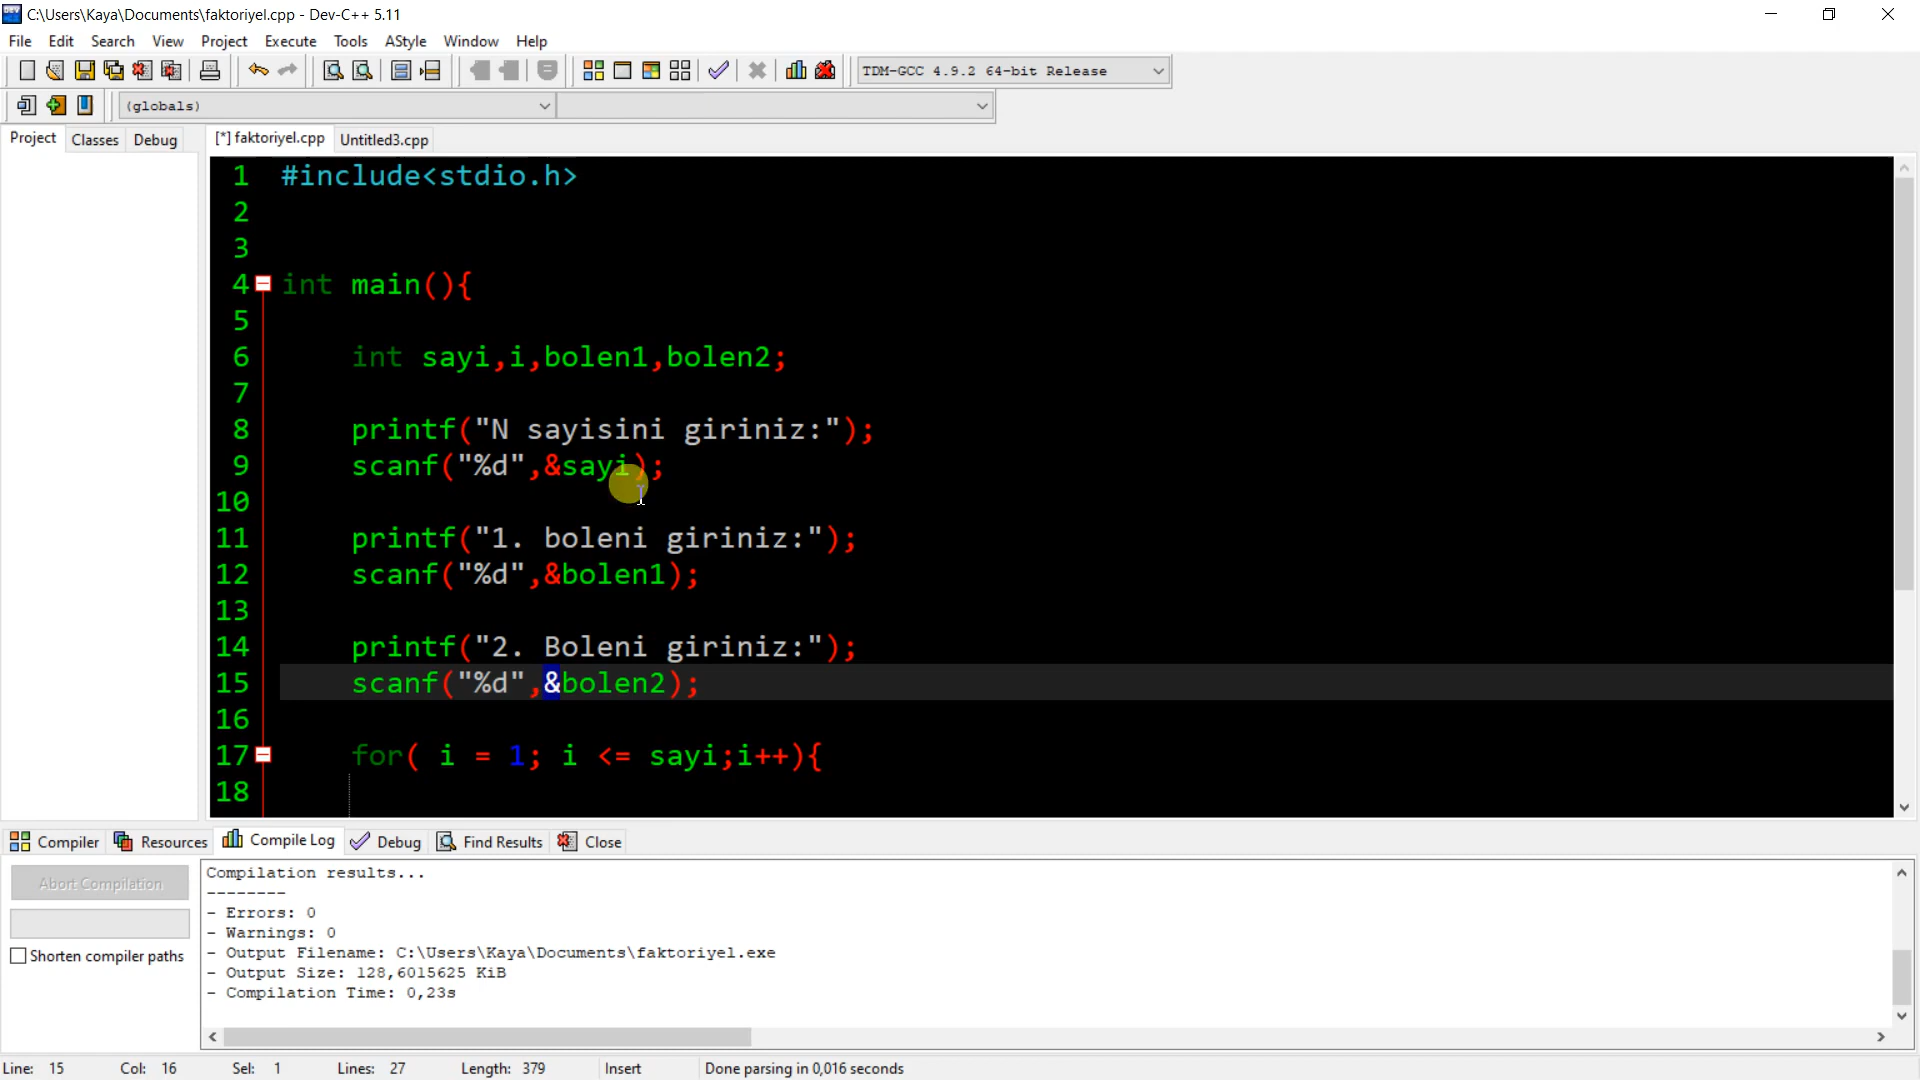 C:\Users\Kaya\Documents\faktoriyel.cpp - Dev-C++ 5.11
File Edit Search View Project Execute Tools AStyle Window Help
TDM-GCC 4.9.2 64-bit Release
(globals)
Project Classes Debug [*] faktoriyel.cpp Untitled3.cpp
1 #include<stdio.h>
2
3
4 int main(){
5
6 int sayi,i,bolen1,bolen2;
7
8 printf("N sayisini giriniz:");
9 scanf("%d",&sayi);
10
11 printf("1. boleni giriniz:");
12 scanf("%d",&bolen1);
13
14 printf("2. Boleni giriniz:");
15 scanf("%d",&bolen2);
16
17 for( i = 1; i <= sayi;i++){
18
Compiler Resources Compile Log Debug Find Results Close
Abort Compilation
Shorten compiler paths
Compilation results...
--------
- Errors: 0
- Warnings: 0
- Output Filename: C:\Users\Kaya\Documents\faktoriyel.exe
- Output Size: 128,6015625 KiB
- Compilation Time: 0,23s
Line: 15 Col: 16 Sel: 1 Lines: 27 Length: 379 Insert Done parsing in 0,016 seconds